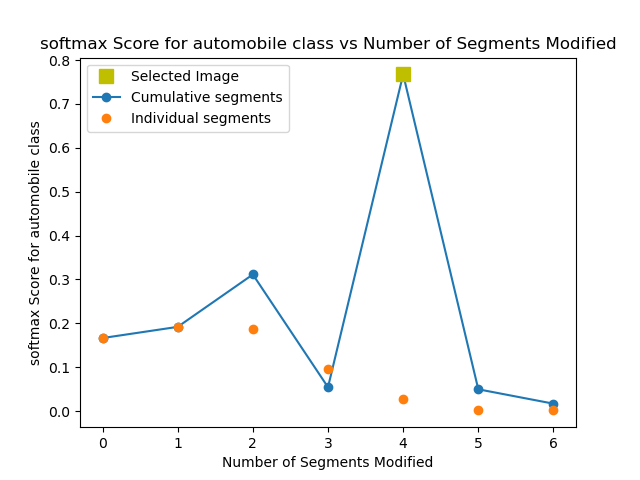 softmax Score for automobile class vs Number of Segments Modified
0.8
0.7
0.6
0.5
0.4
0.3
0.2
0.1
0.0
softmax Score for automobile class
Selected Image
Cumulative segments
Individual segments
0 1 2 3 4 5 6
Number of Segments Modified